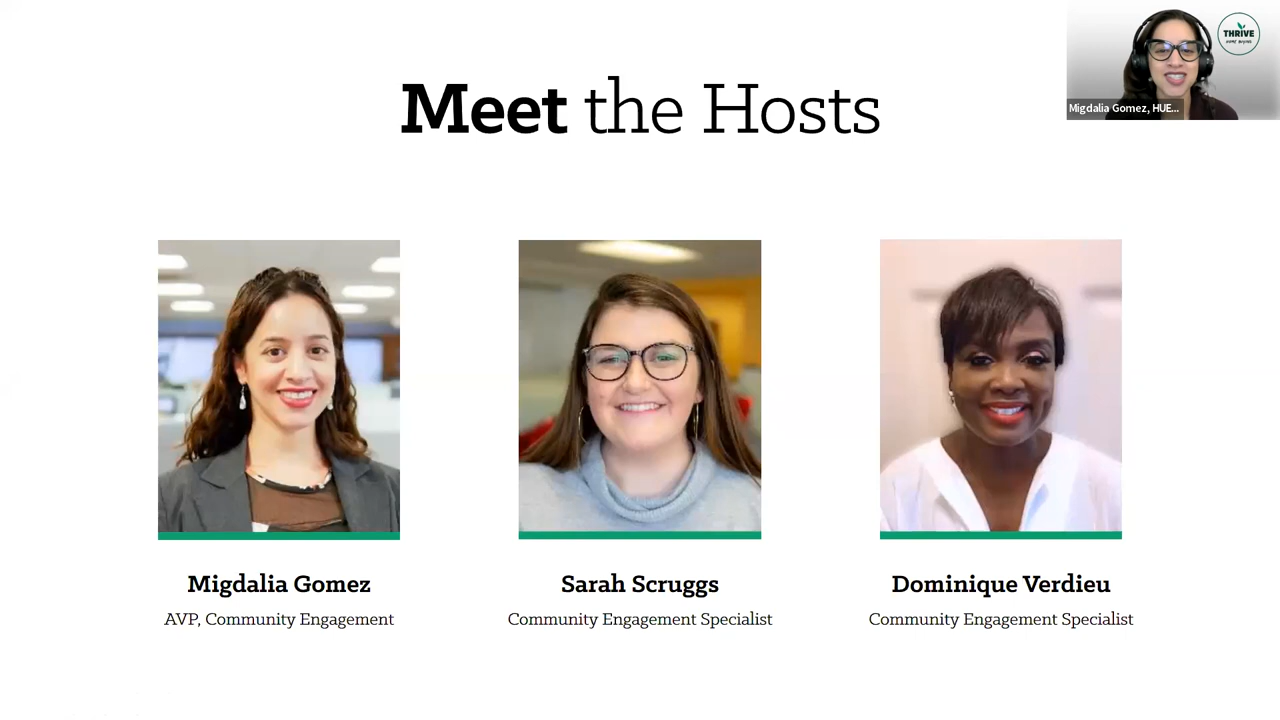 Meet the Hosts
THRIVE
Migdalia Gomez, HUE...
Migdalia Gomez
AVP, Community Engagement
Sarah Scruggs
Community Engagement Specialist
Dominique Verdieu
Community Engagement Specialist